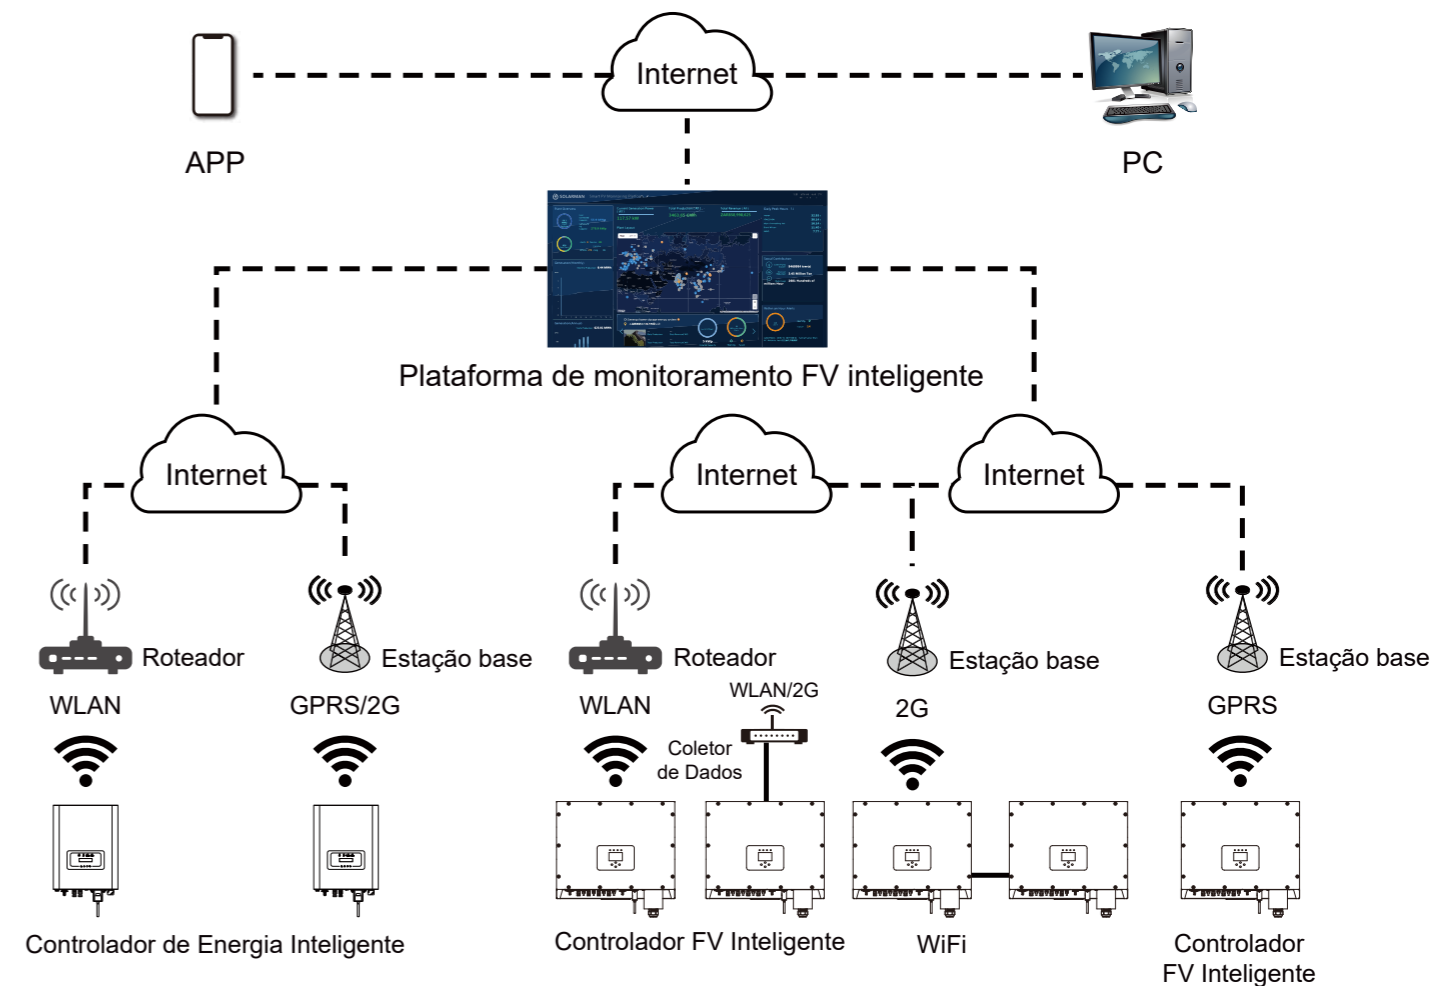 Internet
APP
PC
SOLARMAN
Plataforma de monitoramento FV inteligente
Internet
Internet
Internet
Roteador
Estação base
Roteador
Estação base
Estação base
WLAN
GPRS/2G
WLAN
WLAN/2G
2G
GPRS
Coletor
de Dados
Controlador de Energia Inteligente
Controlador FV Inteligente
WiFi
Controlador
FV Inteligente